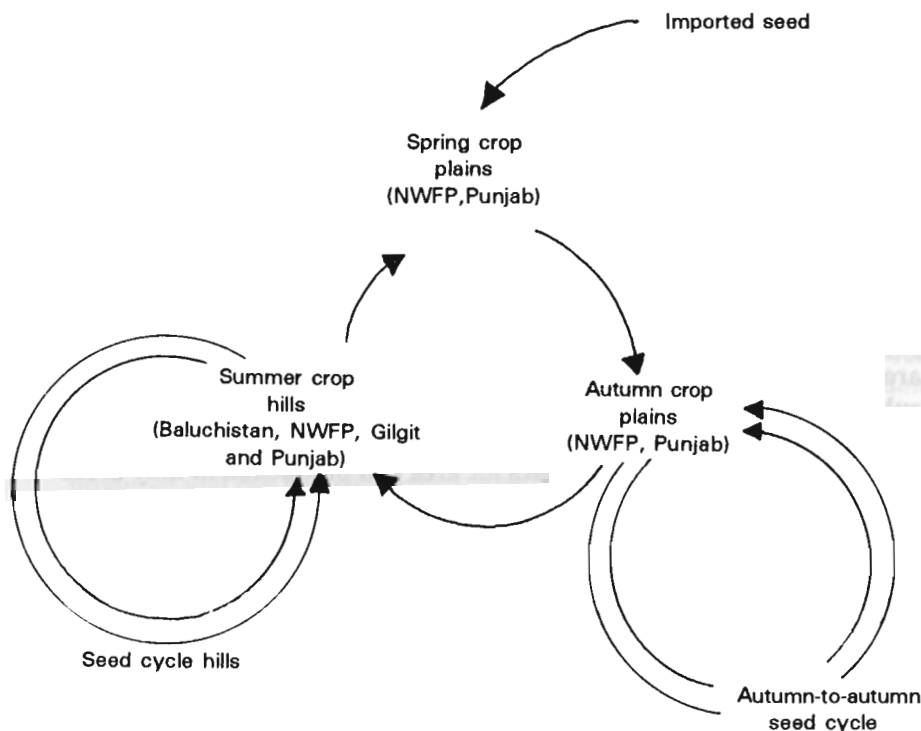 Imported seed
Spring crop
plains
(NWFP,Punjab)
Summer crop
hills
(Baluchistan, NWFP, Gilgit
and Punjab)
Autumn crop
plains
(NWFP, Punjab)
Seed cycle hills
Autumn-to-autumn
seed cycle